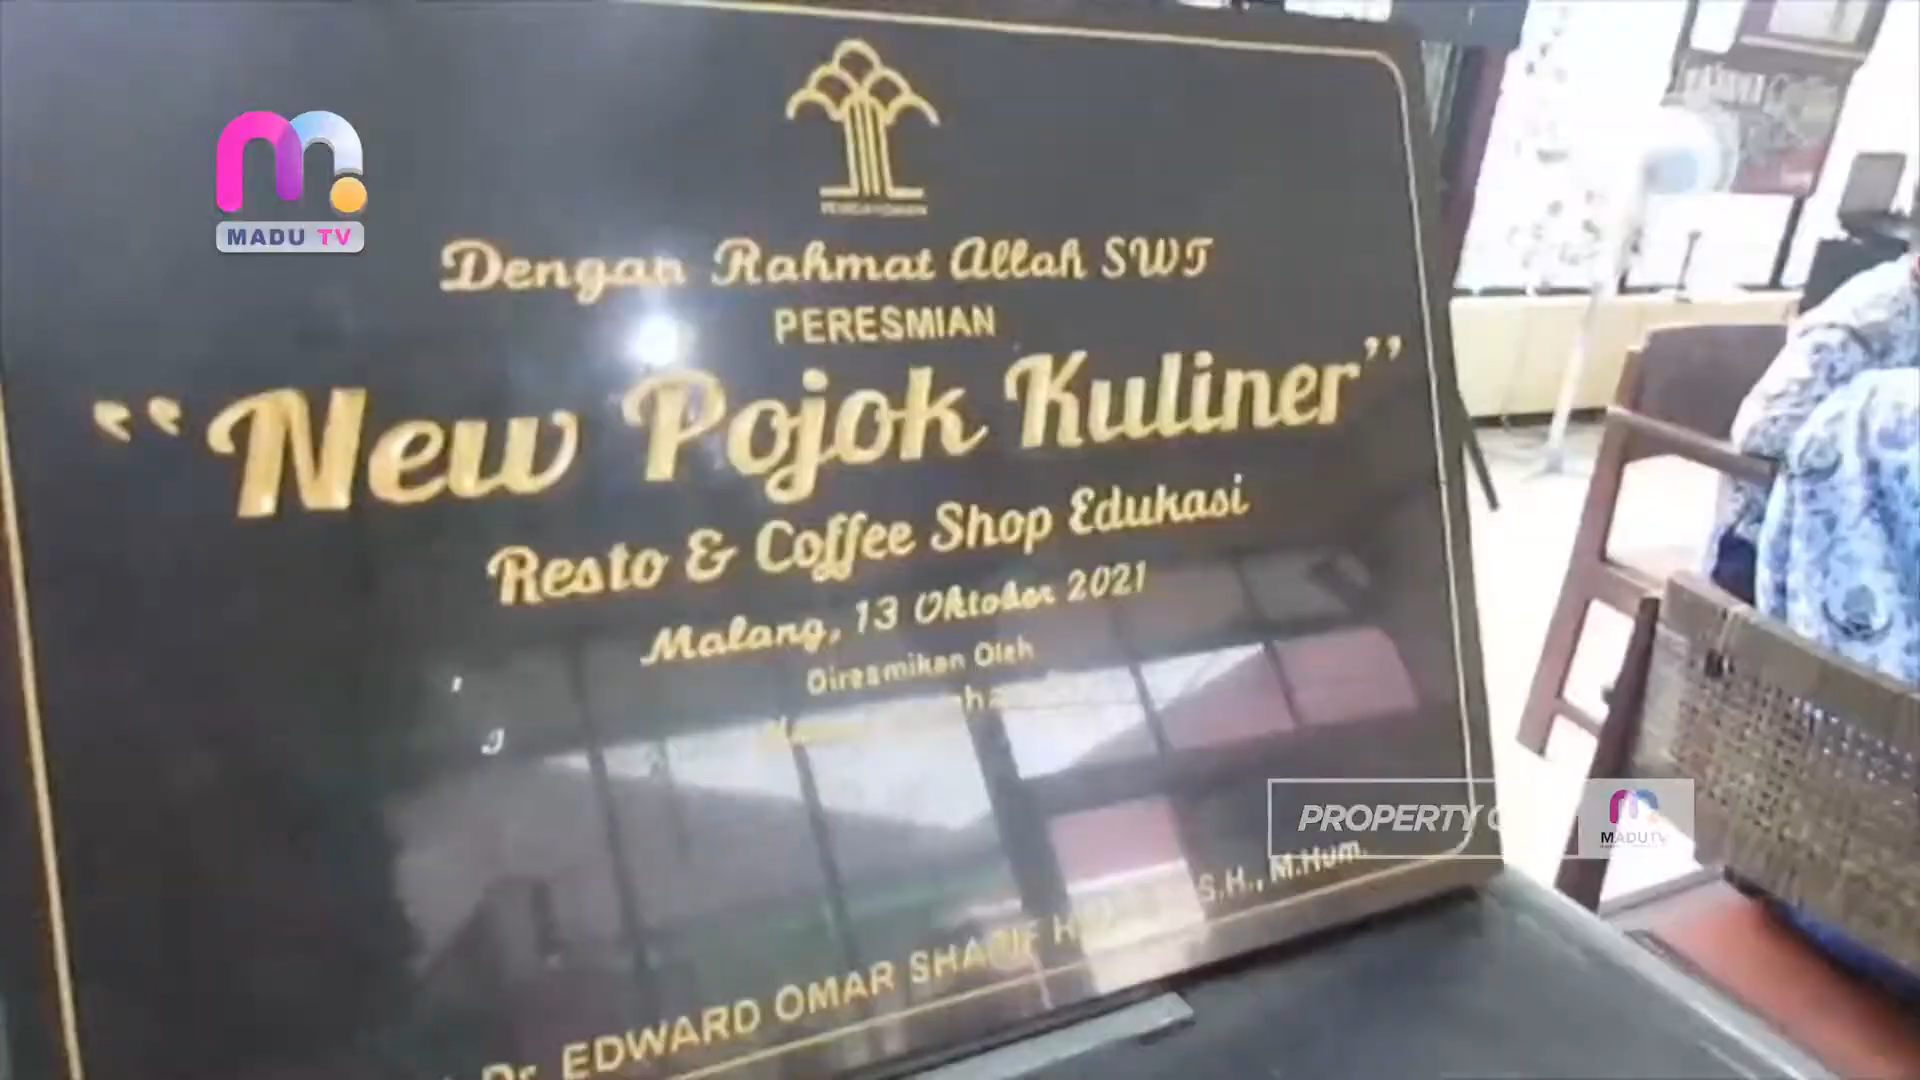 MADU TV
Dengan Rahmat Allah SWT
PERESMIAN
"New Pojok Kuliner"
Resto & Coffee Shop Edukasi
Malang, 13 Oktober 2021
Diresmikan Oleh
Dr. EDWARD OMAR SHARIF S.H., M.Hum.
PROPERTY
MADU TV